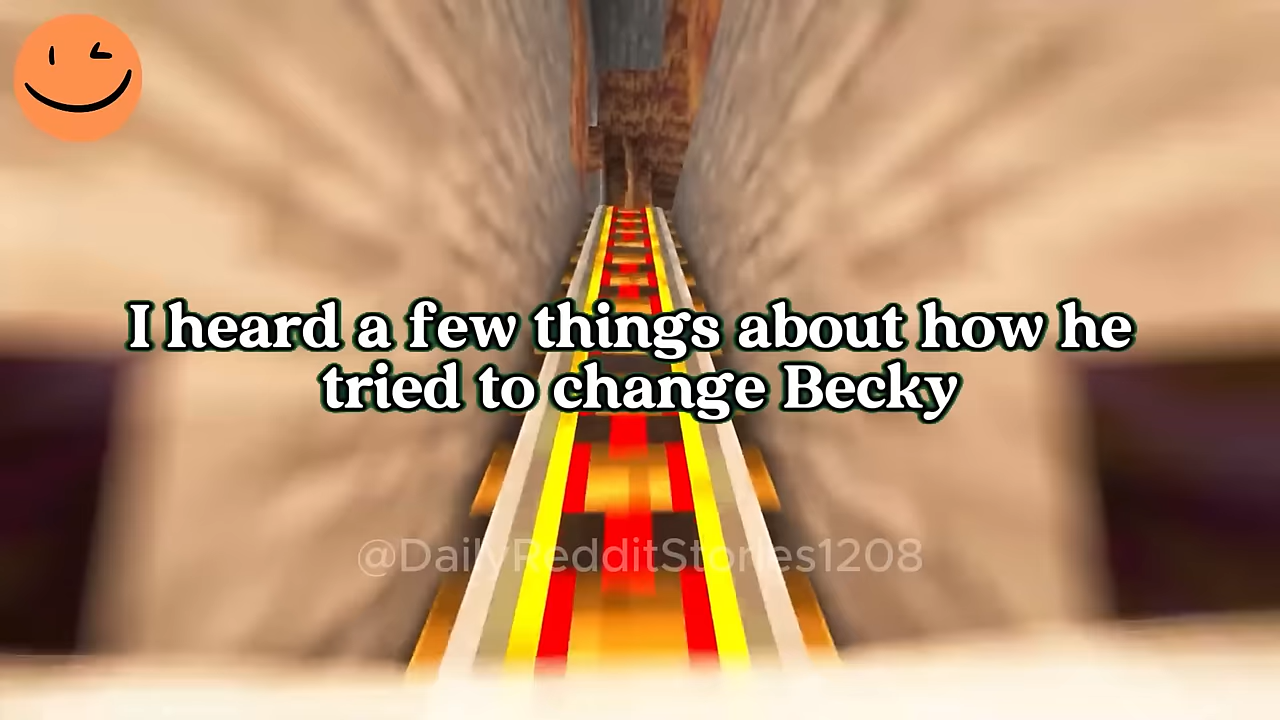 I heard a few things about how he
tried to change Becky
@DailyRedditStories1208